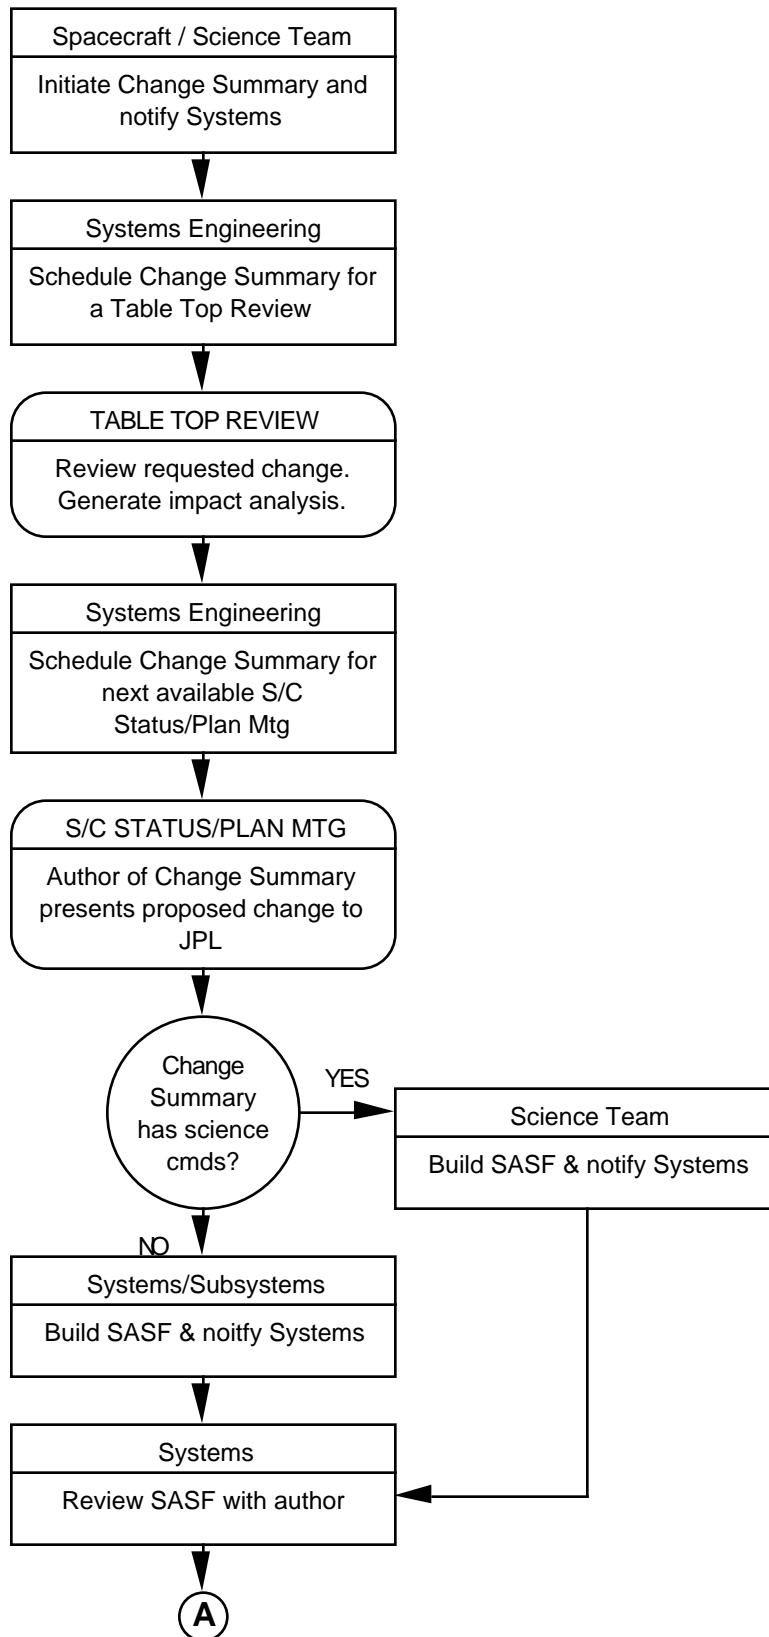 Spacecraft / Science Team
Initiate Change Summary and
notify Systems
Systems Engineering
Schedule Change Summary for
a Table Top Review
TABLE TOP REVIEW
Review requested change.
Generate impact analysis.
Systems Engineering
Schedule Change Summary for
next available S/C
Status/Plan Mtg
S/C STATUS/PLAN MTG
Author of Change Summary
presents proposed change to
JPL
Change
Summary
has science
cmds?
YES
Science Team
Build SASF & notify Systems
NO
Systems/Subsystems
Build SASF & noitfy Systems
Systems
Review SASF with author
A